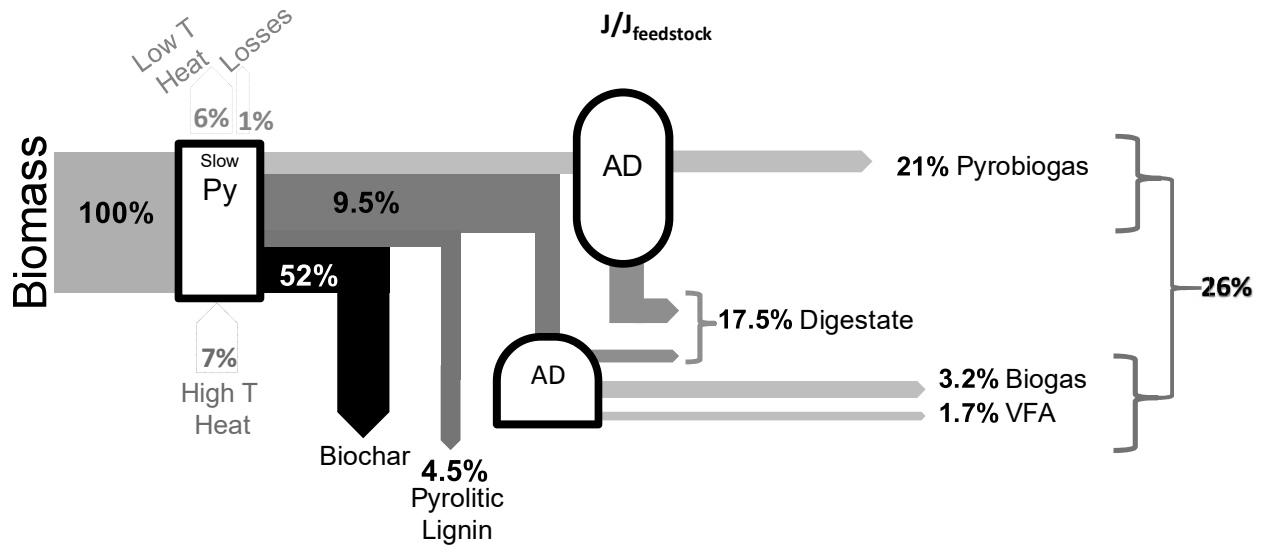 J/Jfeedstock
Low T
Heat
Losses
6%
1%
Biomass
100%
Slow
Py
9.5%
52%
7%
High T
Heat
AD
21% Pyrobiogas
26%
17.5% Digestate
AD
3.2% Biogas
1.7% VFA
Biochar
4.5%
Pyrolitic
Lignin